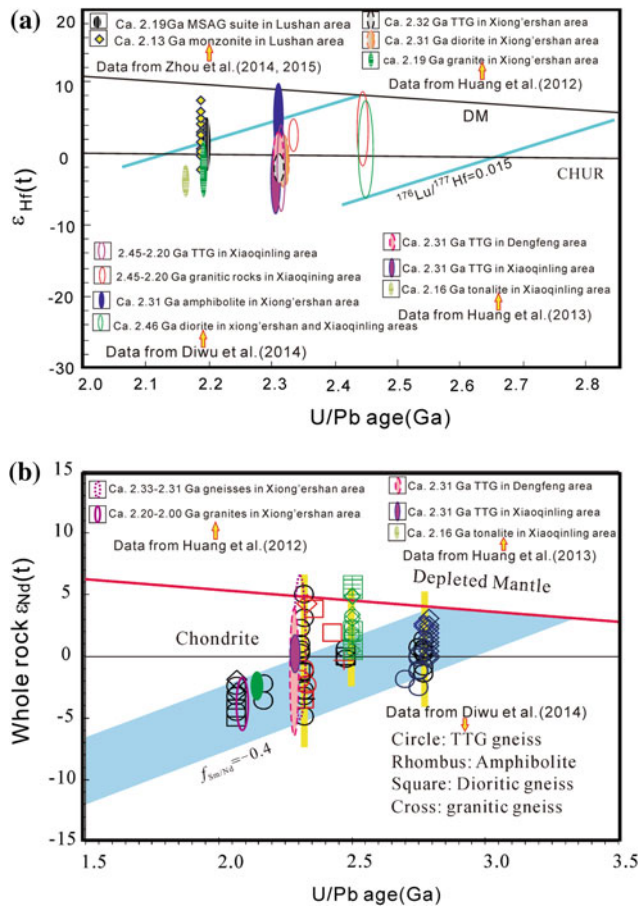 (a)
Ca. 2.19Ga MSAG suite in Lushan area
Ca. 2.13 Ga monzonite in Lushan area
Data from Zhou et al.(2014, 2015)
Ca. 2.32 Ga TTG in Xiong'ershan area
Ca. 2.31 Ga diorite in Xiong'ershan area
ca. 2.19 Ga granite in Xiong'ershan area
Data from Huang et al.(2012)
εHf(t)
20
10
0
-10
-20
-30
DM
CHUR
176Lu/177Hf=0.015
2.45-2.20 Ga TTG in Xiaoqinling area
2.45-2.20 Ga granitic rocks in Xiaoqining area
Ca. 2.31 Ga amphibolite in Xiong'ershan area
Ca. 2.46 Ga diorite in xiong'ershan and Xiaoqinling areas
Data from Diwu et al.(2014)
Ca. 2.31 Ga TTG in Dengfeng area
Ca. 2.31 Ga TTG in Xiaoqinling area
Ca. 2.16 Ga tonalite in Xiaoqinling area
Data from Huang et al.(2013)
2.0 2.1 2.2 2.3 2.4 2.5 2.6 2.7 2.8
U/Pb age(Ga)
(b)
Ca. 2.33-2.31 Ga gneisses in Xiong'ershan area
Ca. 2.20-2.00 Ga granites in Xiong'ershan area
Data from Huang et al.(2012)
Ca. 2.31 Ga TTG in Dengfeng area
Ca. 2.31 Ga TTG in Xiaoqinling area
Ca. 2.16 Ga tonalite in Xiaoqinling area
Data from Huang et al.(2013)
Whole rock εNd(t)
15
10
5
0
-5
-10
-15
Depleted Mantle
Chondrite
fSm/Nd=-0.4
Data from Diwu et al.(2014)
Circle: TTG gneiss
Rhombus: Amphibolite
Square: Dioritic gneiss
Cross: granitic gneiss
1.5 2.0 2.5 3.0 3.5
U/Pb age(Ga)